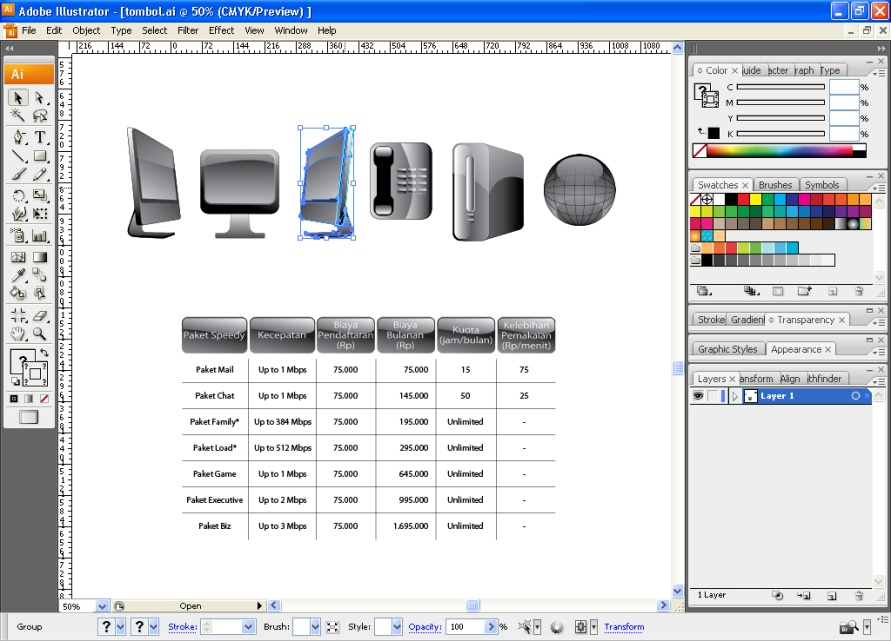 Adobe Illustrator - [tombol.ai @ 50% (CMYK/Preview) ]
File Edit Object Type Select Filter Effect View Window Help
216 144 72 0 72 144 216 288 360 432 504 576 648 720 792 864 936 1008 1080
Ai
Color × uide acter raph Type
C %
M %
Y %
K %
Swatches × Brushes Symbols
Stroke Gradien Transparency ×
Graphic Styles Appearance ×
Layers × ansform Align thfinder
Layer 1
Paket Speedy Kecepatan Biaya Pendaftaran (Rp) Biaya Bulanan (Rp) Kuota (jam/bulan) Kelebihan Pemakaian (Rp/menit)
Paket Mail Up to 1 Mbps 75.000 75.000 15 75
Paket Chat Up to 1 Mbps 75.000 145.000 50 25
Paket Family* Up to 384 Mbps 75.000 195.000 Unlimited -
Paket Load* Up to 512 Mbps 75.000 295.000 Unlimited -
Paket Game Up to 1 Mbps 75.000 645.000 Unlimited -
Paket Executive Up to 2 Mbps 75.000 995.000 Unlimited -
Paket Biz Up to 3 Mbps 75.000 1.695.000 Unlimited -
1 Layer
50% Open
Group ? ? Stroke: Brush: Style: Opacity: 100 % Transform